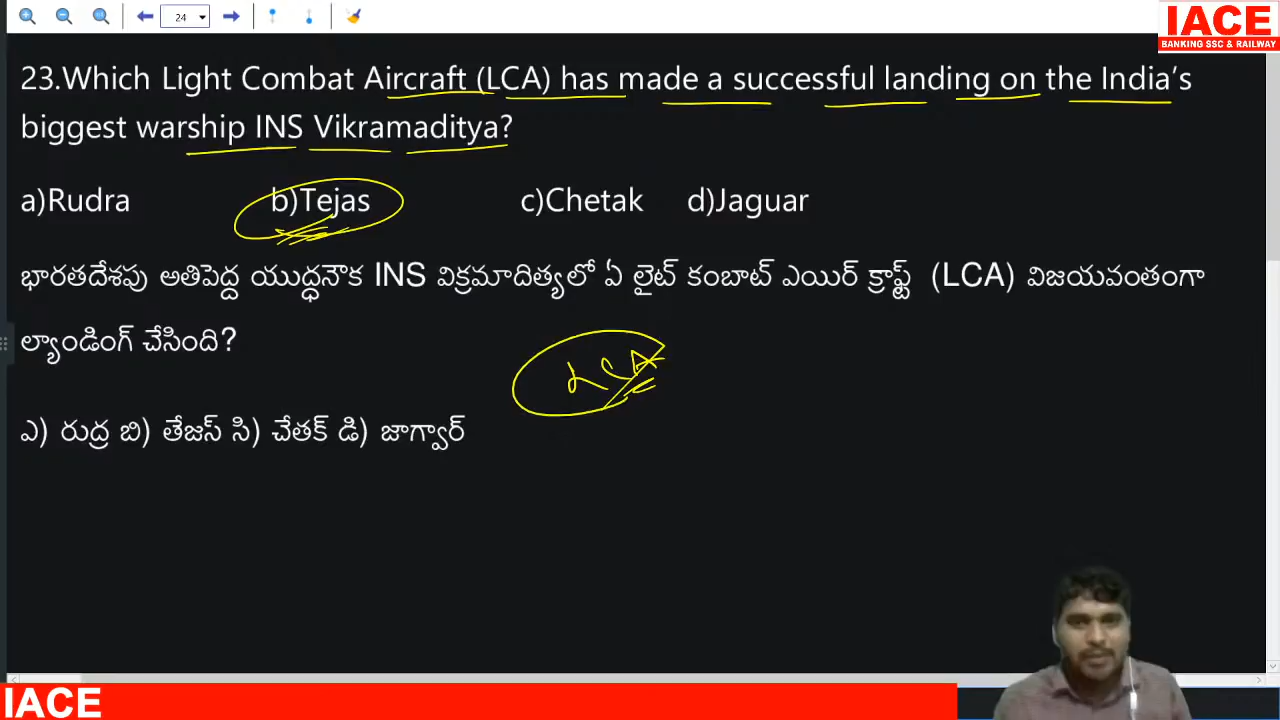 24
IACE
BANKING SSC & RAILWAY
23.Which Light Combat Aircraft (LCA) has made a successful landing on the India's
biggest warship INS Vikramaditya?
a)Rudra b)Tejas c)Chetak d)Jaguar
భారతదేశపు అతిపెద్ద యుద్ధనౌక INS విక్రమాదిత్యలో ఏ లైట్ కంబాట్ ఎయిర్ క్రాఫ్ట్ (LCA) విజయవంతంగా
ల్యాండింగ్ చేసింది?
LCA
ఎ) రుద్ర బి) తేజస్ సి) చేతక్ డి) జాగ్వార్
IACE